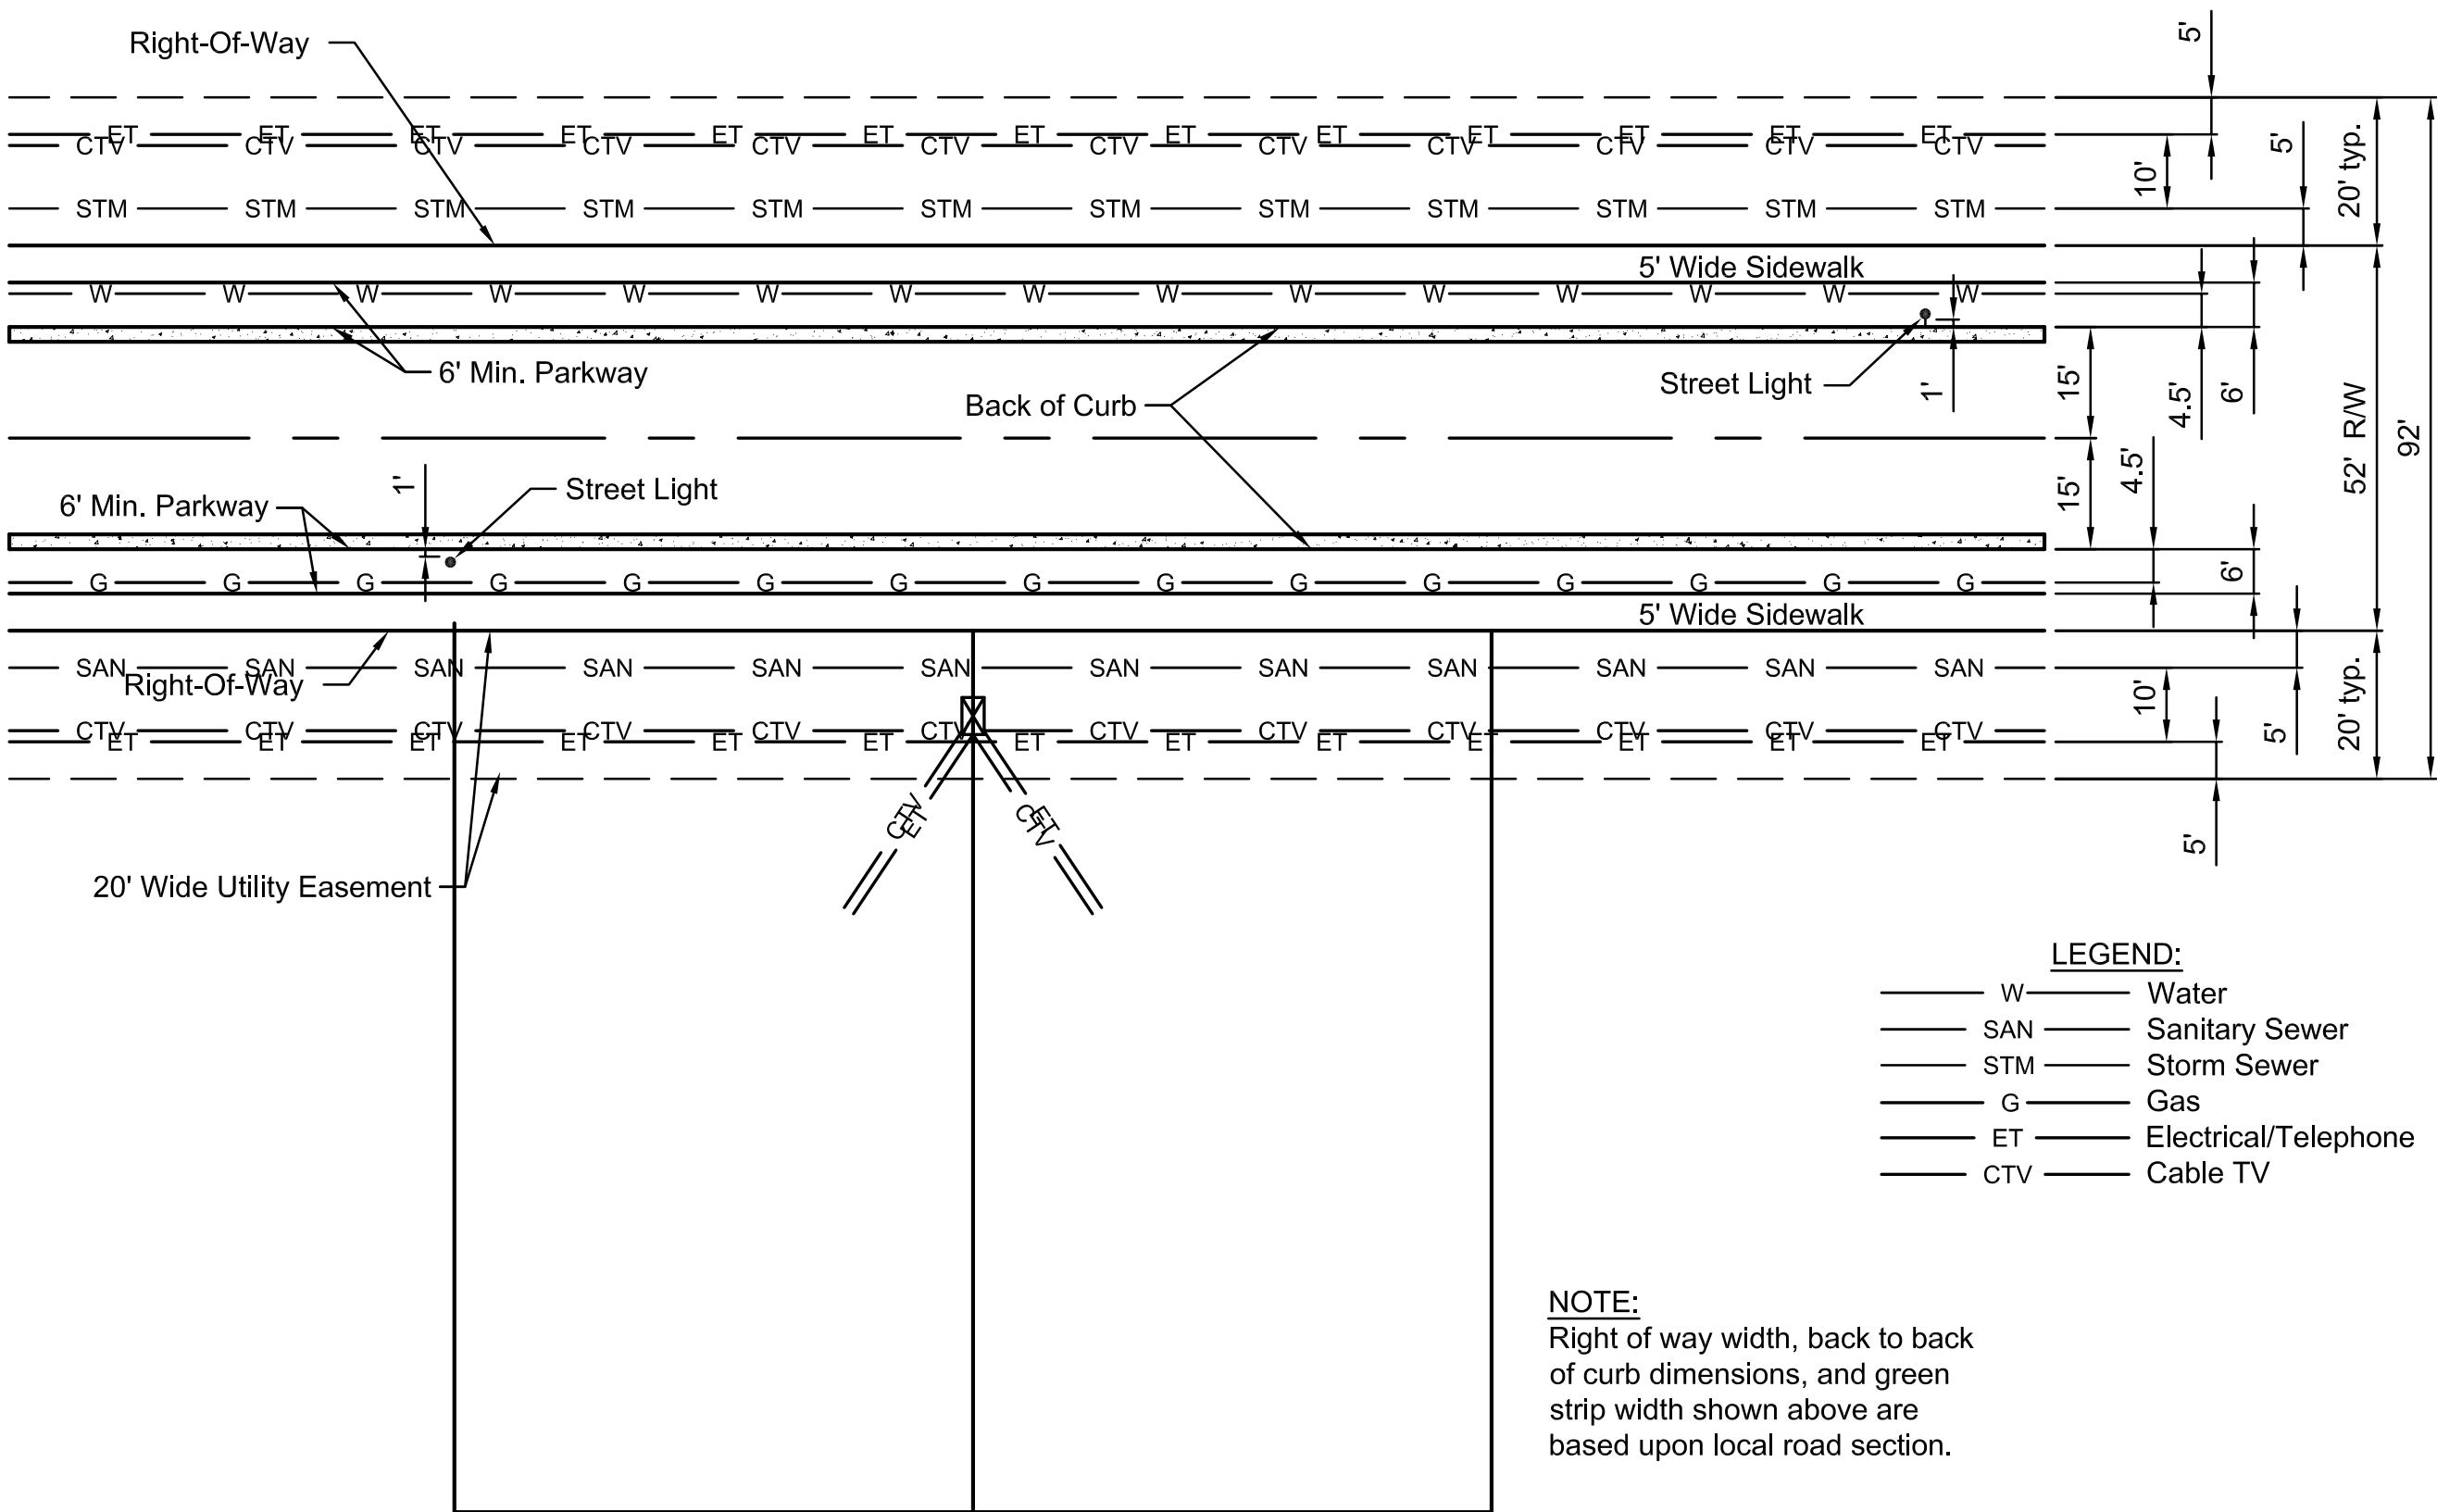 Right-Of-Way
5'
ET ET ET ET ET ET ET ET ET ET ET ET ET
CTV CTV CTV CTV CTV CTV CTV CTV CTV CTV CTV CTV
10'
5'
20' typ.
STM STM STM STM STM STM STM STM STM STM STM STM
5' Wide Sidewalk
W W W W W W W W W W W W W W W
6' Min. Parkway
Back of Curb
Street Light
1'
15'
4.5'
6'
52' R/W
92'
6' Min. Parkway
1'
Street Light
15'
4.5'
6'
G G G G G G G G G G G G G G G
5' Wide Sidewalk
SAN SAN SAN SAN SAN SAN SAN SAN SAN SAN SAN SAN
Right-Of-Way
10'
5'
20' typ.
CTV CTV CTV CTV CTV CTV CTV CTV CTV CTV CTV CTV
ET ET ET ET ET ET ET ET ET ET ET ET ET
CTV
ET
ET
CTV
5'
20' Wide Utility Easement
LEGEND:
W Water
SAN Sanitary Sewer
STM Storm Sewer
G Gas
ET Electrical/Telephone
CTV Cable TV
NOTE:
Right of way width, back to back
of curb dimensions, and green
strip width shown above are
based upon local road section.